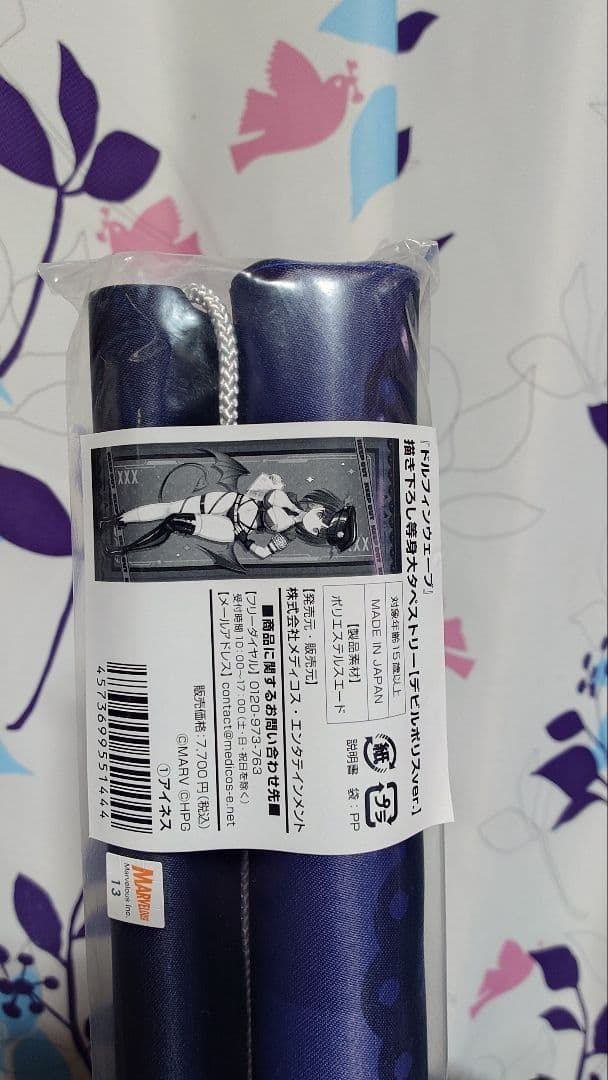 『ドルフィンウェーブ』
描き下ろし等身大タペストリー【デビルポリスver.】
XXX
XXX
対象年齢15歳以上
MADE IN JAPAN
【製品素材】
ポリエステルスエード
紙
説明書
プラ
袋：PP
【発売元・販売元】
株式会社メディコス・エンタテインメント
■商品に関するお問い合わせ先■
【フリーダイヤル】0120-973-763
受付時間 10:00～17:00 (土・日・祝日を除く)
【メールアドレス】contact@medicos-e.net
販売価格：7,700円(税込)
©MARV ©HPG
①アイネス
4573699551444
MARVELOUS
Marvelous Inc.
13